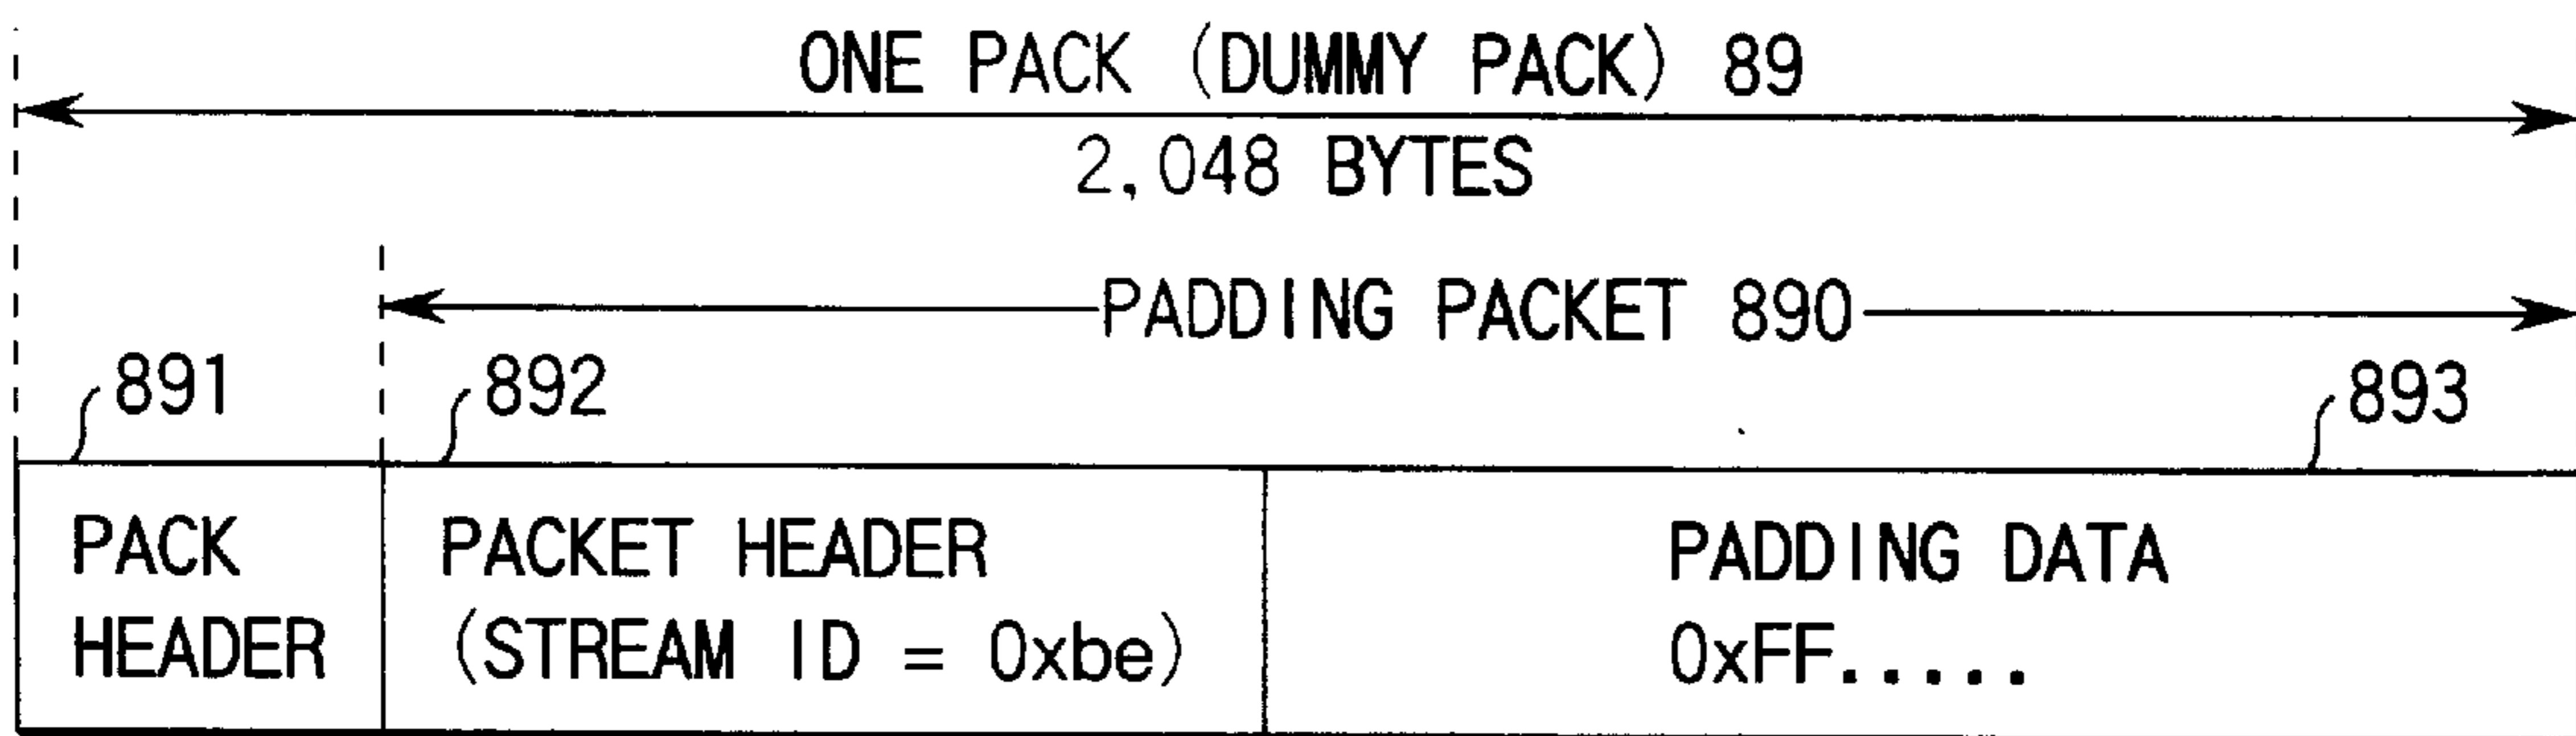 ONE PACK (DUMMY PACK) 89
2,048 BYTES
PADDING PACKET 890
891
892
893
PACK
HEADER
PACKET HEADER
(STREAM ID = 0xbe)
PADDING DATA
0xFF.....